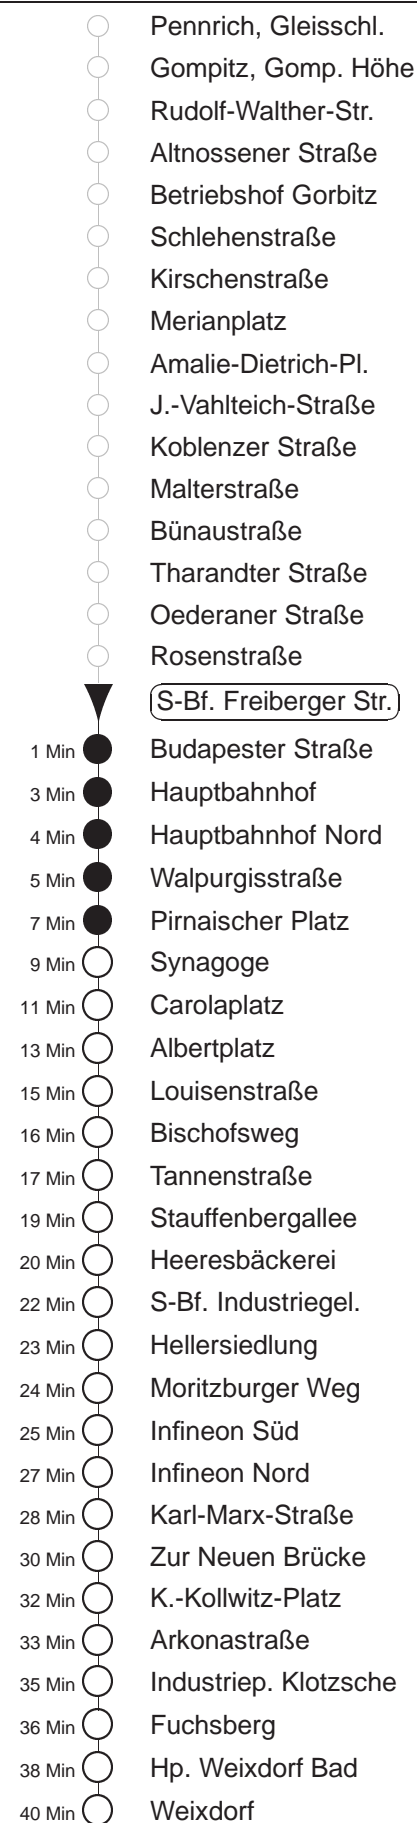 Pennrich, Gleisschl.
Gompitz, Gomp. Höhe
Rudolf-Walther-Str.
Altnossener Straße
Betriebshof Gorbitz
Schlehenstraße
Kirschenstraße
Merianplatz
Amalie-Dietrich-Pl.
J.-Vahlteich-Straße
Koblenzer Straße
Malterstraße
Bünaustraße
Tharandter Straße
Oederaner Straße
Rosenstraße
S-Bf. Freiberger Str.
1 Min Budapester Straße
3 Min Hauptbahnhof
4 Min Hauptbahnhof Nord
5 Min Walpurgisstraße
7 Min Pirnaischer Platz
9 Min Synagoge
11 Min Carolaplatz
13 Min Albertplatz
15 Min Louisenstraße
16 Min Bischofsweg
17 Min Tannenstraße
19 Min Stauffenbergallee
20 Min Heeresbäckerei
22 Min S-Bf. Industriegel.
23 Min Hellersiedlung
24 Min Moritzburger Weg
25 Min Infineon Süd
27 Min Infineon Nord
28 Min Karl-Marx-Straße
30 Min Zur Neuen Brücke
32 Min K.-Kollwitz-Platz
33 Min Arkonastraße
35 Min Industriep. Klotzsche
36 Min Fuchsberg
38 Min Hp. Weixdorf Bad
40 Min Weixdorf